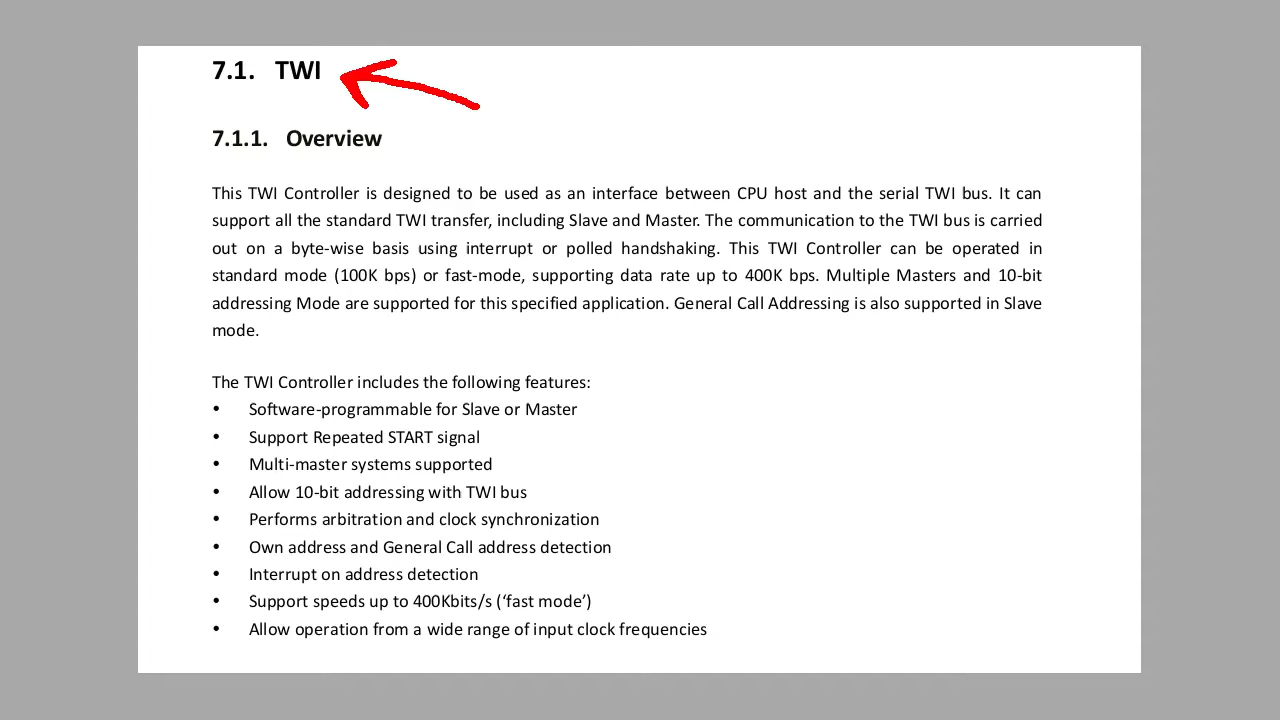 7.1. TWI
7.1.1. Overview
This TWI Controller is designed to be used as an interface between CPU host and the serial TWI bus. It can
support all the standard TWI transfer, including Slave and Master. The communication to the TWI bus is carried
out on a byte-wise basis using interrupt or polled handshaking. This TWI Controller can be operated in
standard mode (100K bps) or fast-mode, supporting data rate up to 400K bps. Multiple Masters and 10-bit
addressing Mode are supported for this specified application. General Call Addressing is also supported in Slave
mode.
The TWI Controller includes the following features:
• Software-programmable for Slave or Master
• Support Repeated START signal
• Multi-master systems supported
• Allow 10-bit addressing with TWI bus
• Performs arbitration and clock synchronization
• Own address and General Call address detection
• Interrupt on address detection
• Support speeds up to 400Kbits/s (‘fast mode’)
• Allow operation from a wide range of input clock frequencies